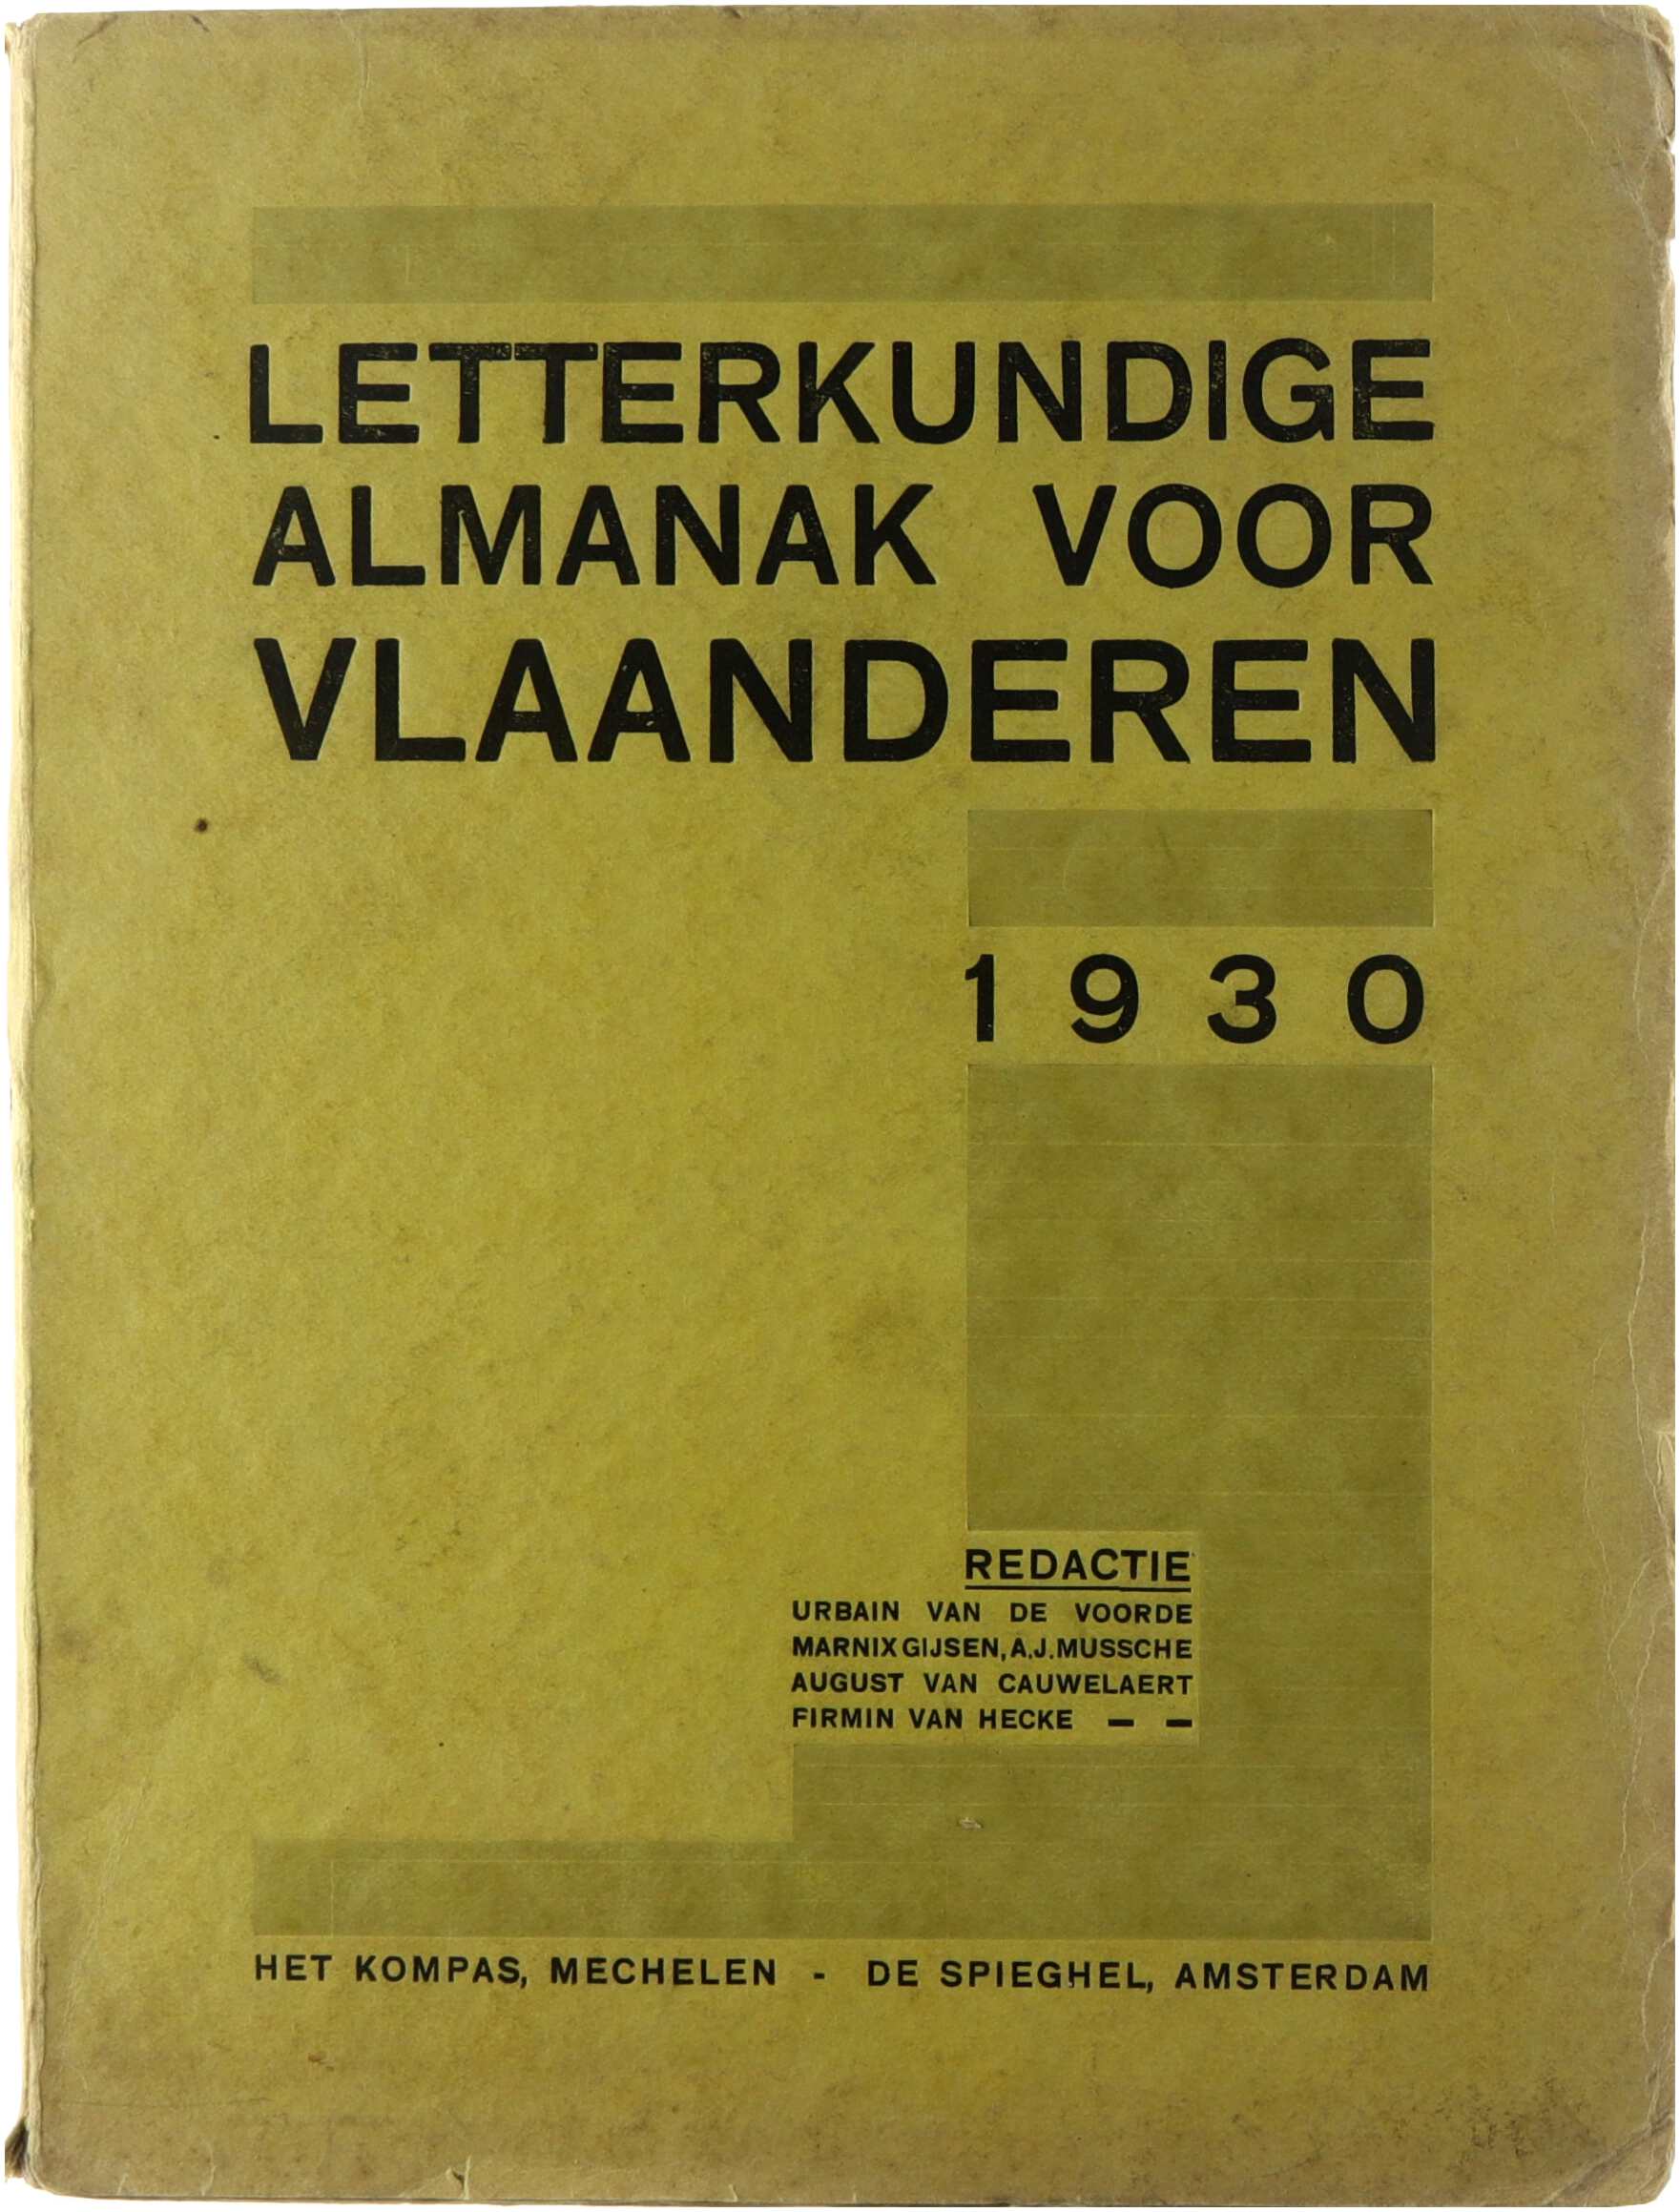 LETTERKUNDIGE
ALMANAK VOOR
VLAANDEREN
1930
REDACTIE
URBAIN VAN DE VOORDE
MARNIX GIJSEN, A.J. MUSSCHE
AUGUST VAN CAUWELAERT
FIRMIN VAN HECKE — —
HET KOMPAS, MECHELEN - DE SPIEGHEL, AMSTERDAM